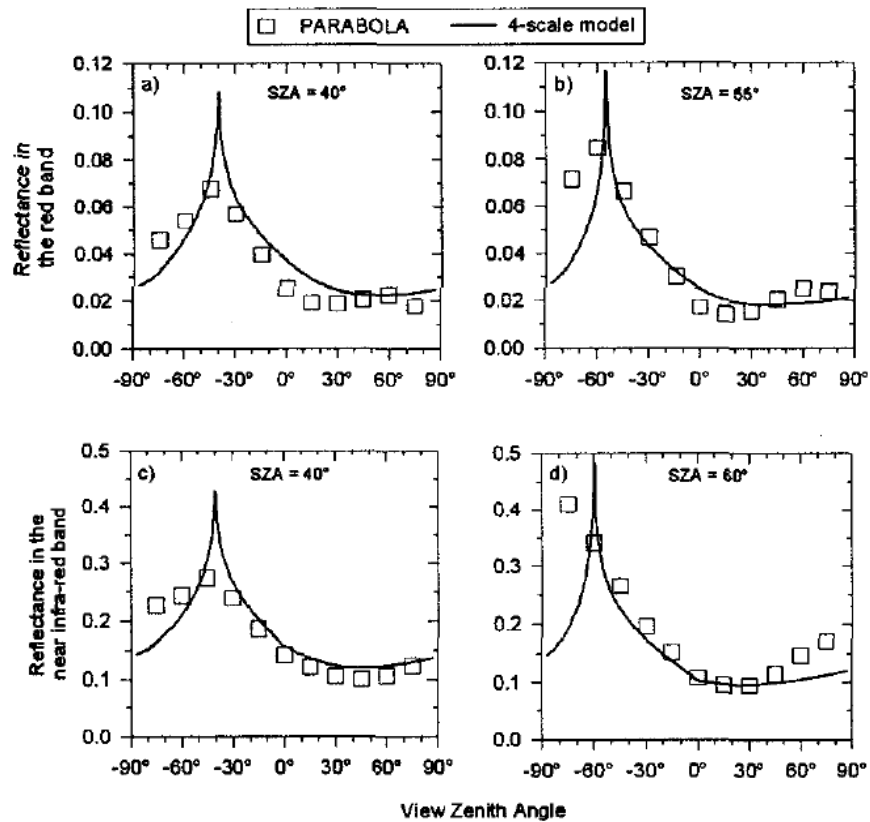 PARABOLA 4-scale model
a) SZA = 40°
b) SZA = 55°
Reflectance in
the red band
0.12
0.10
0.08
0.06
0.04
0.02
0.00
-90° -60° -30° 0° 30° 60° 90°
0.12
0.10
0.08
0.06
0.04
0.02
0.00
-90° -60° -30° 0° 30° 60° 90°
c) SZA = 40°
d) SZA = 60°
Reflectance in the
near infra-red band
0.5
0.4
0.3
0.2
0.1
0.0
-90° -60° -30° 0° 30° 60° 90°
0.5
0.4
0.3
0.2
0.1
0.0
-90° -60° -30° 0° 30° 60° 90°
View Zenith Angle